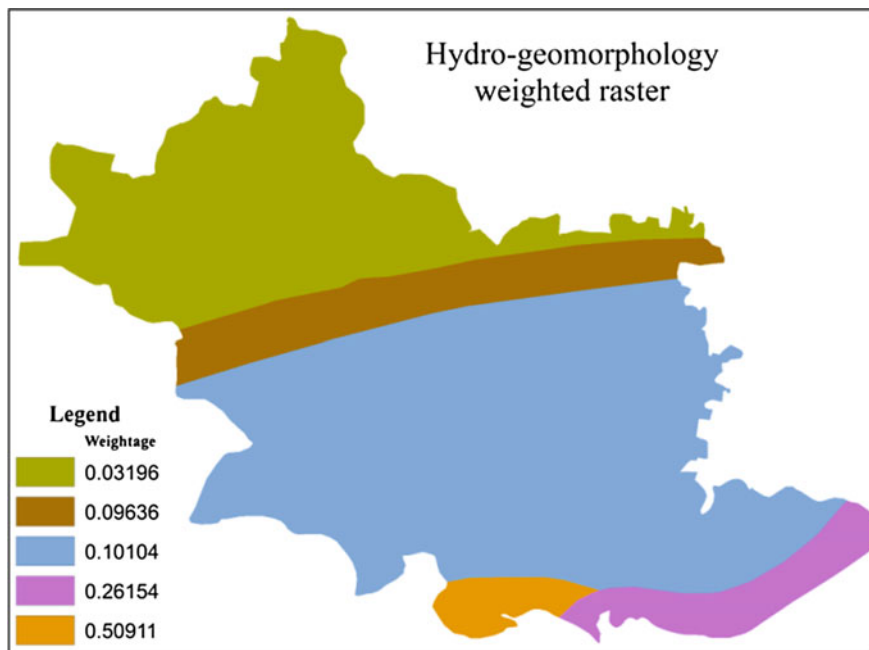 Hydro-geomorphology
weighted raster
Legend
Weightage
0.03196
0.09636
0.10104
0.26154
0.50911